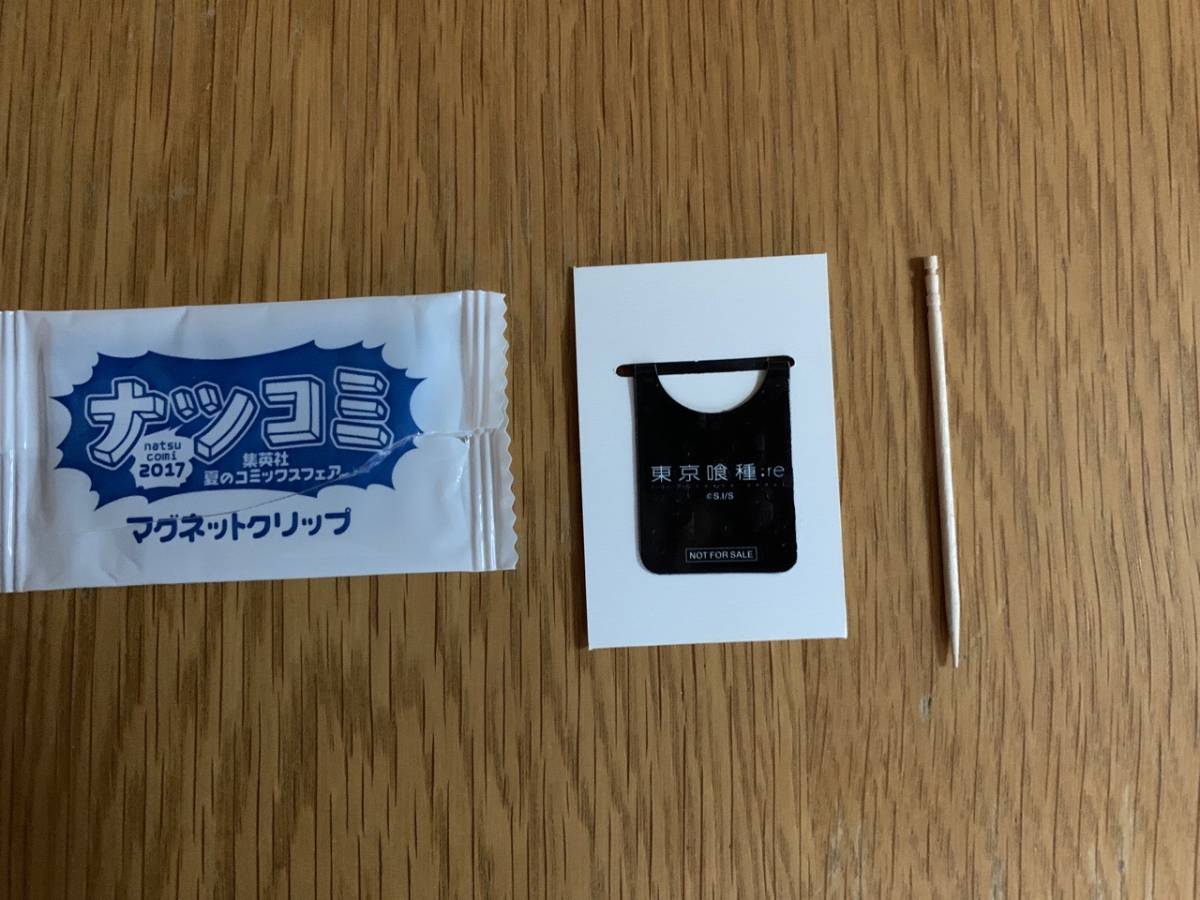 ナツコミ
natsu
comi
2017
集英社
夏のコミックスフェア
マグネットクリップ
東京喰種:re
©S.I/S
NOT FOR SALE